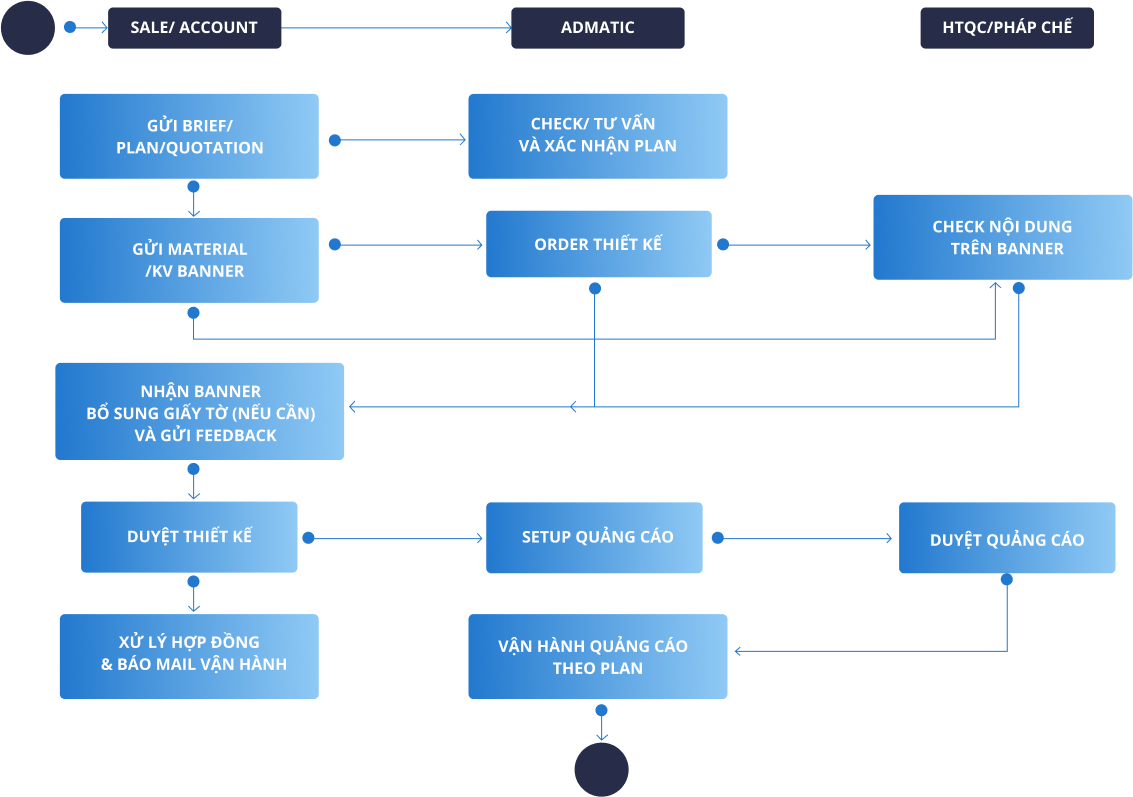 SALE/ ACCOUNT
ADMATIC
HTQC/PHÁP CHẾ
GỬI BRIEF/
PLAN/QUOTATION
CHECK/ TƯ VẤN
VÀ XÁC NHẬN PLAN
GỬI MATERIAL
/KV BANNER
ORDER THIẾT KẾ
CHECK NỘI DUNG
TRÊN BANNER
NHẬN BANNER
BỔ SUNG GIẤY TỜ (NẾU CẦN)
VÀ GỬI FEEDBACK
DUYỆT THIẾT KẾ
SETUP QUẢNG CÁO
DUYỆT QUẢNG CÁO
XỬ LÝ HỢP ĐỒNG
& BÁO MAIL VẬN HÀNH
VẬN HÀNH QUẢNG CÁO
THEO PLAN